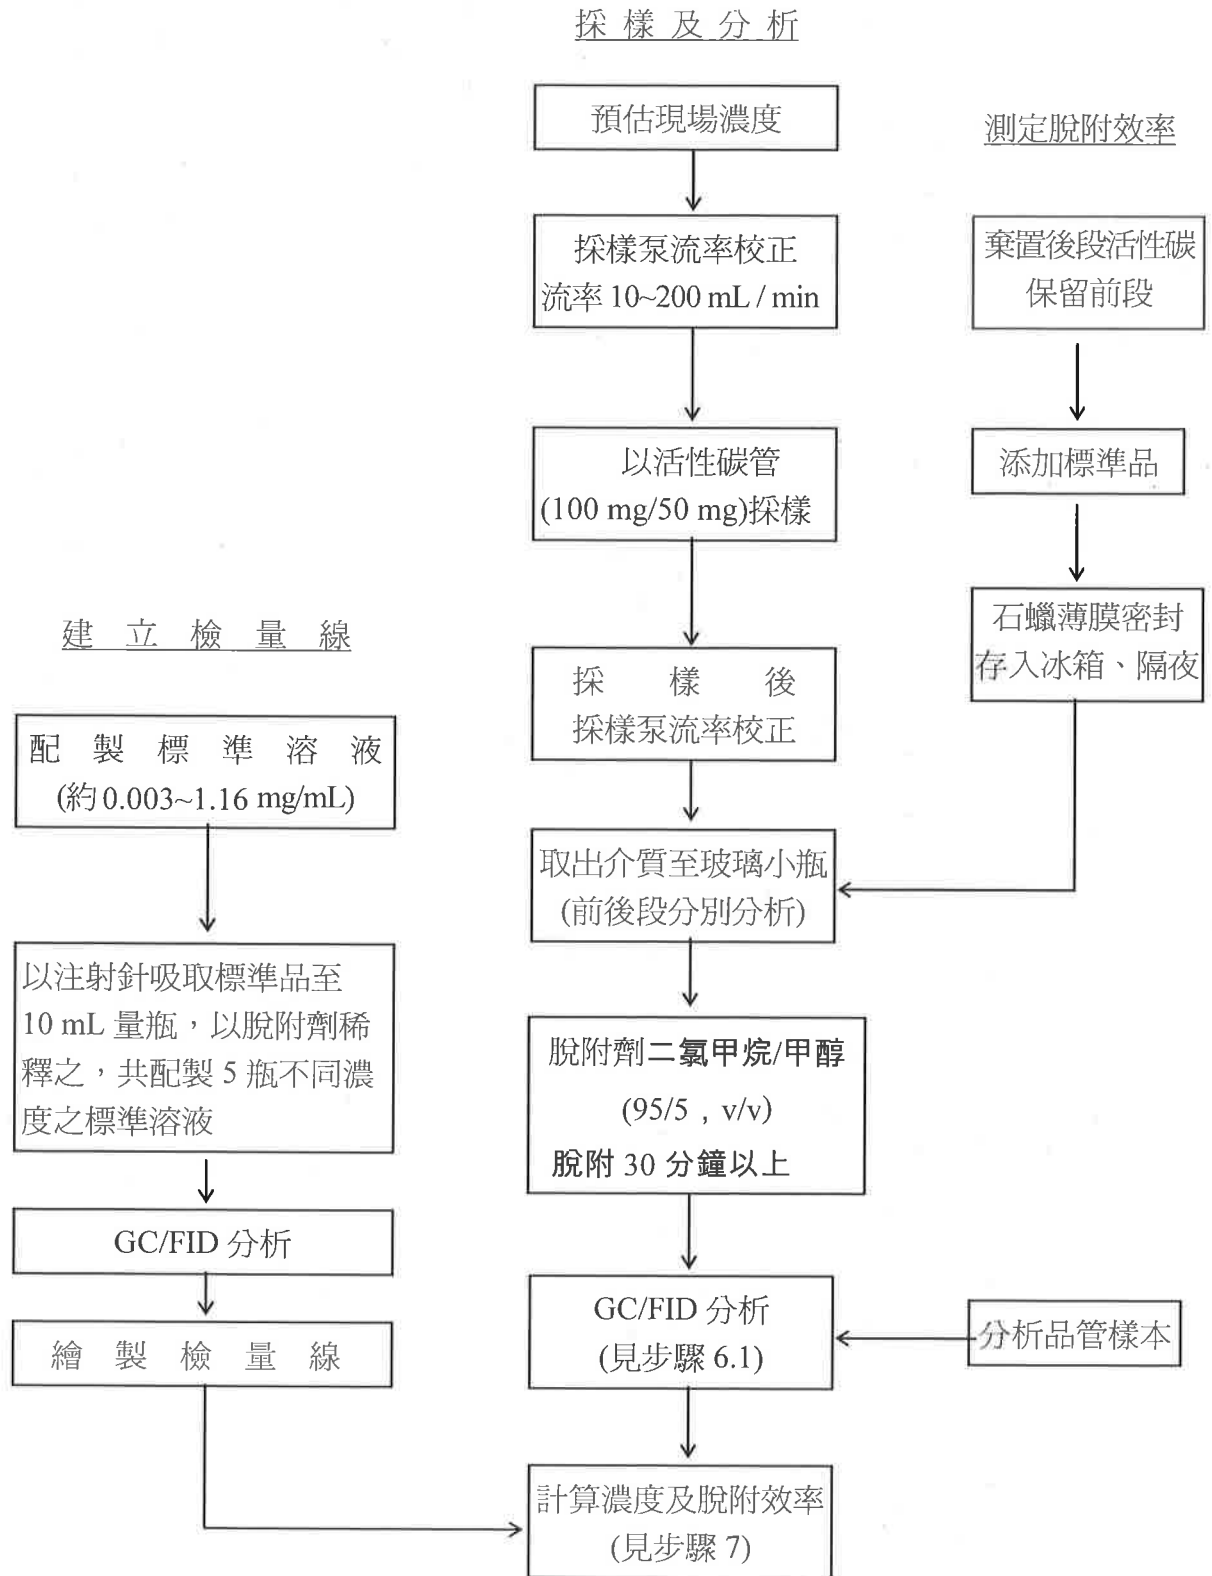 採樣及分析
預估現場濃度
採樣泵流率校正
流率 10~200 mL / min
以活性碳管
(100 mg/50 mg)採樣
採樣後
採樣泵流率校正
取出介質至玻璃小瓶
(前後段分別分析)
脫附劑二氯甲烷/甲醇
(95/5 , v/v)
脫附 30 分鐘以上
GC/FID 分析
(見步驟 6.1)
計算濃度及脫附效率
(見步驟 7)
測定脫附效率
棄置後段活性碳
保留前段
添加標準品
石蠟薄膜密封
存入冰箱、隔夜
分析品管樣本
建立檢量線
配製標準溶液
(約 0.003~1.16 mg/mL)
以注射針吸取標準品至
10 mL 量瓶，以脫附劑稀
釋之，共配製 5 瓶不同濃
度之標準溶液
GC/FID 分析
繪製檢量線